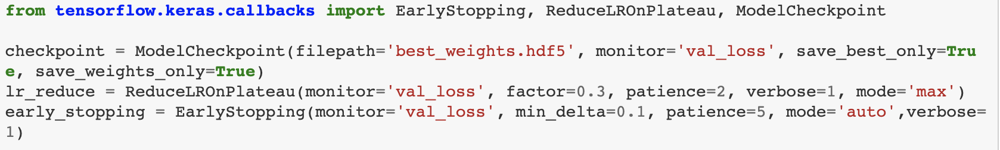 from tensorflow.keras.callbacks import EarlyStopping, ReduceLROnPlateau, ModelCheckpoint
checkpoint = ModelCheckpoint(filepath='best_weights.hdf5', monitor='val_loss', save_best_only=Tru
e, save_weights_only=True)
lr_reduce = ReduceLROnPlateau(monitor='val_loss', factor=0.3, patience=2, verbose=1, mode='max')
early_stopping = EarlyStopping(monitor='val_loss', min_delta=0.1, patience=5, mode='auto',verbose=
1)